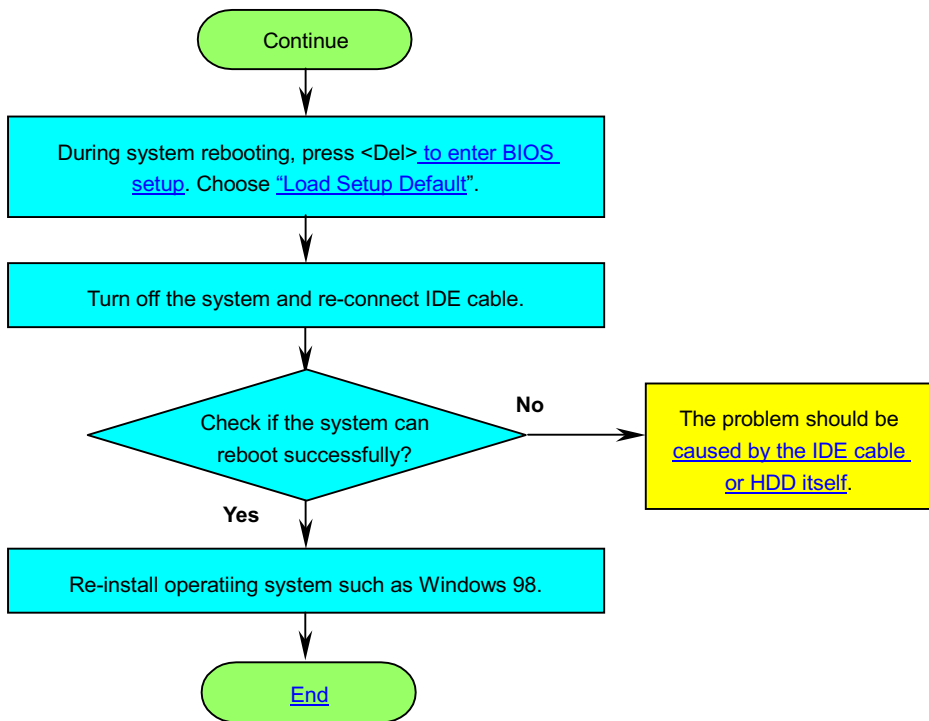 Continue
During system rebooting, press <Del> to enter BIOS
setup. Choose “Load Setup Default”.
Turn off the system and re-connect IDE cable.
Check if the system can
reboot successfully?
No
The problem should be
caused by the IDE cable
or HDD itself.
Yes
Re-install operatiing system such as Windows 98.
End